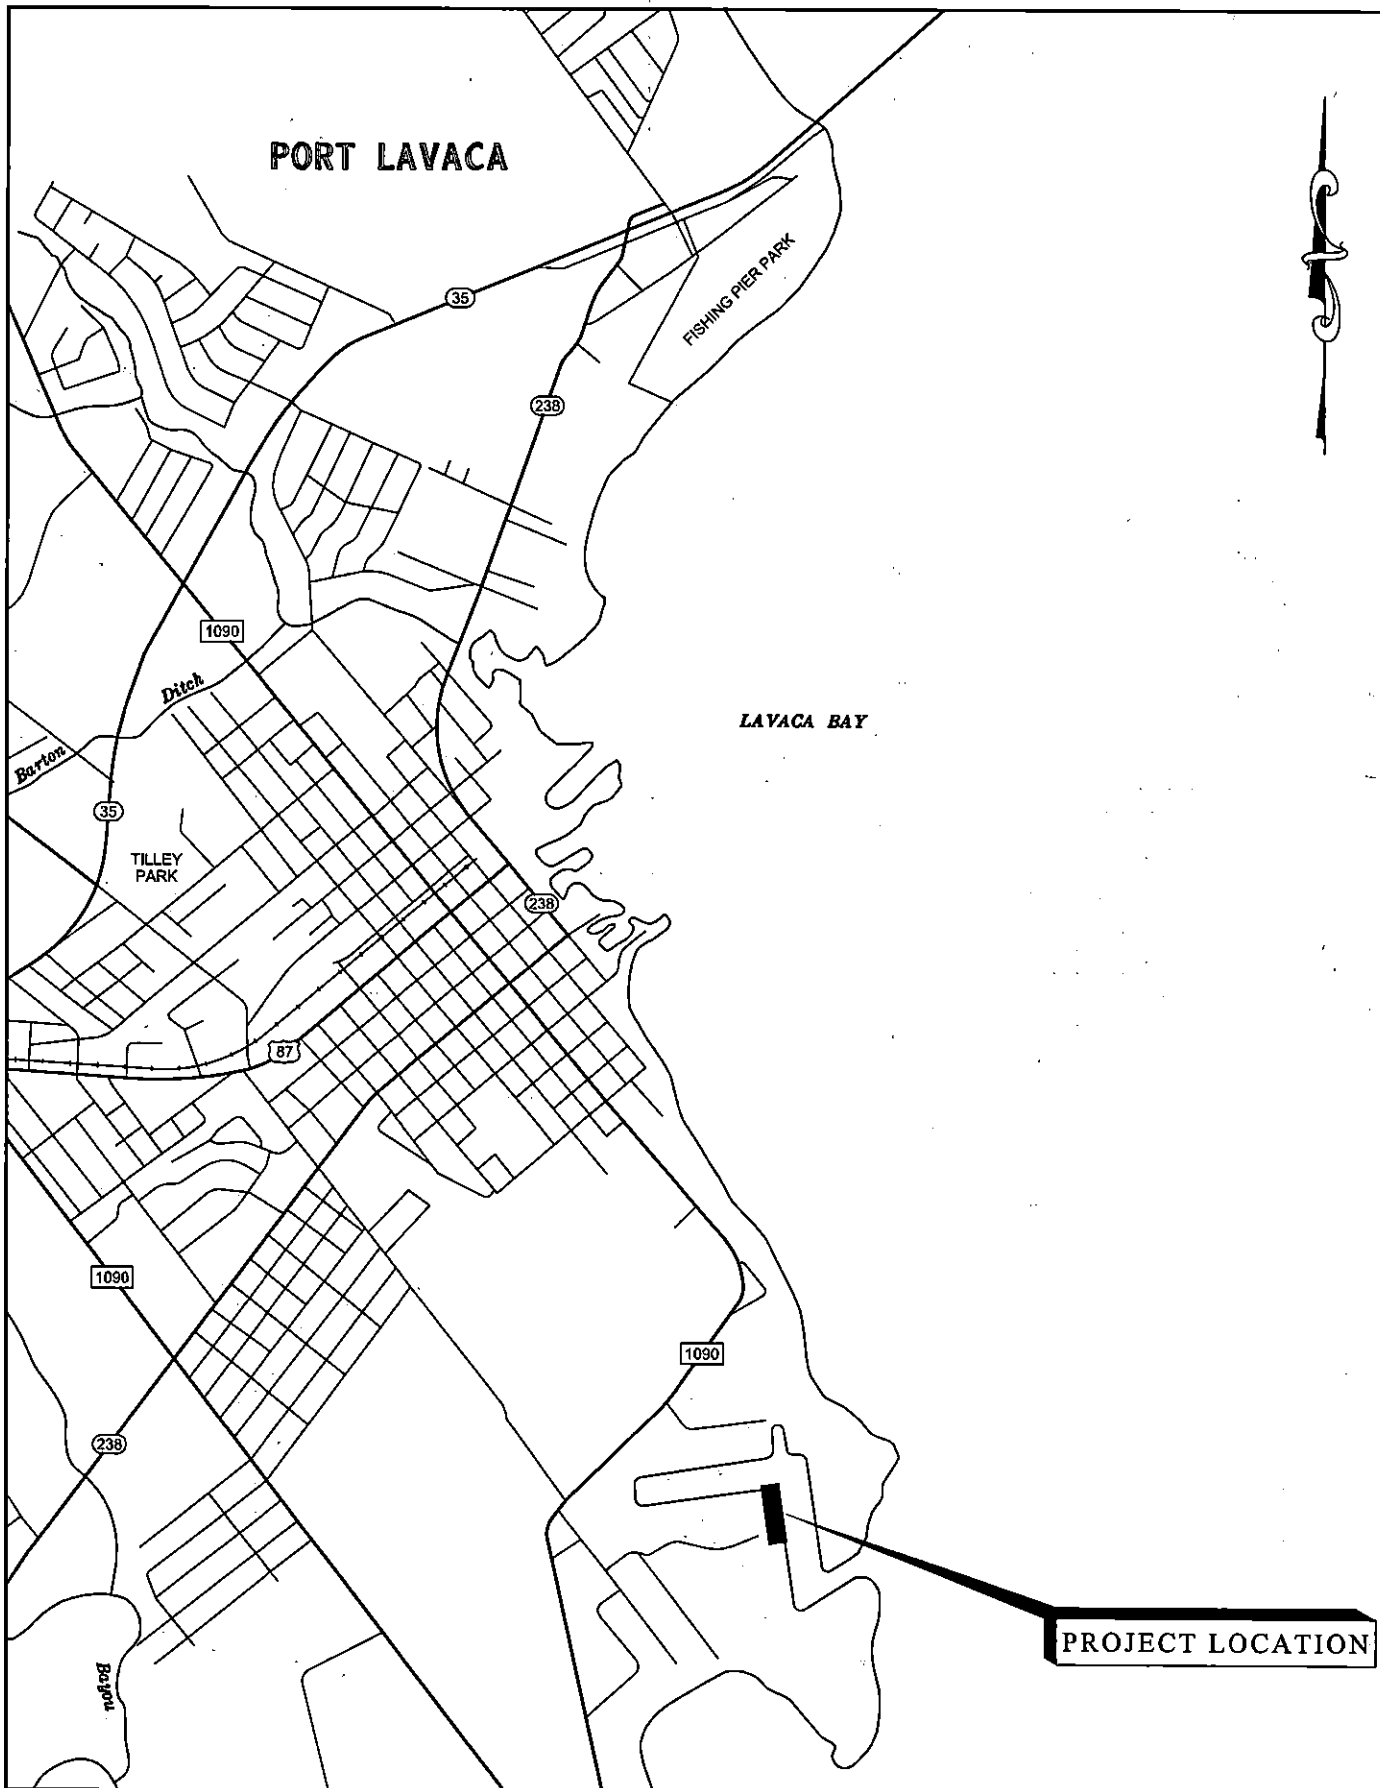 PORT LAVACA
FISHING PIER PARK
35
238
1090
Ditch
Barton
LAVACA BAY
35
TILLEY
PARK
238
87
1090
1090
238
PROJECT LOCATION
Bayou